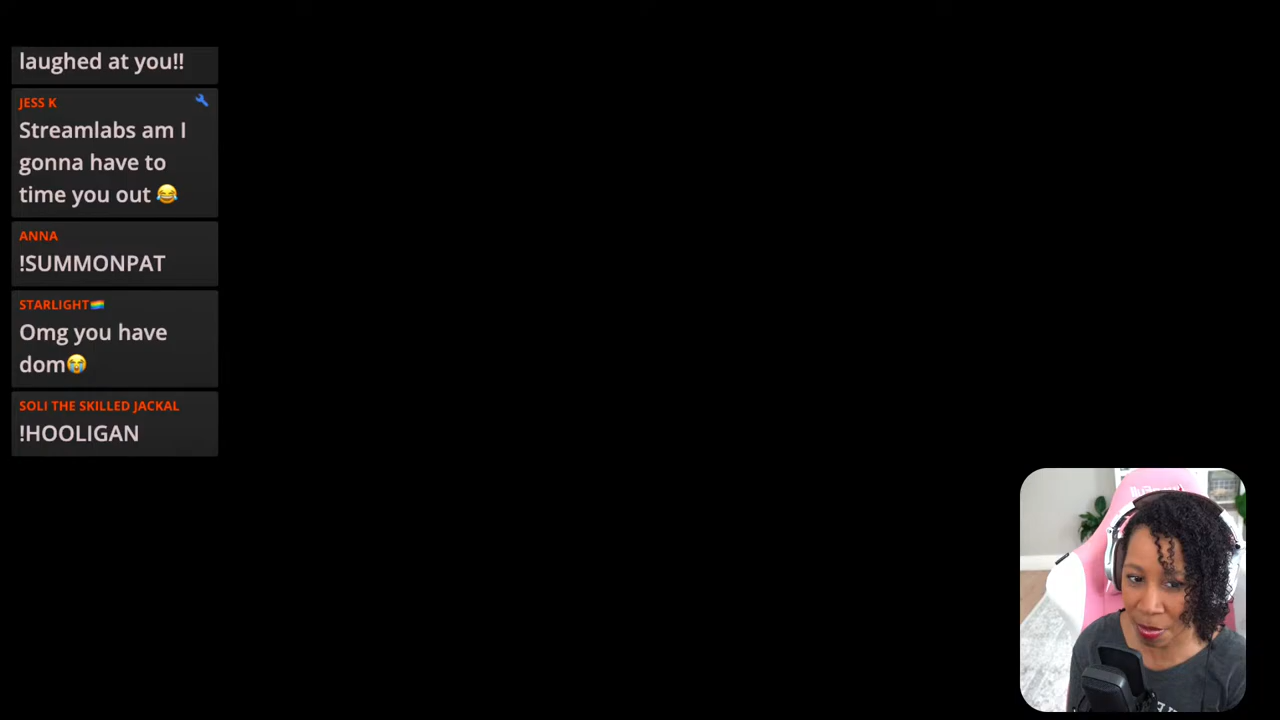 laughed at you!!
JESS K
Streamlabs am I
gonna have to
time you out 😂
ANNA
!SUMMONPAT
STARLIGHT🏳️‍🌈
Omg you have
dom😭
SOLI THE SKILLED JACKAL
!HOOLIGAN